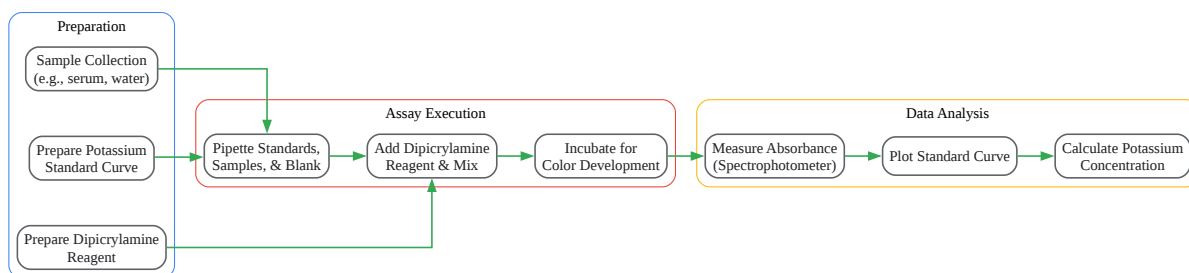 Preparation
Sample Collection
(e.g., serum, water)
Prepare Potassium
Standard Curve
Prepare Dipicrylamine
Reagent
Assay Execution
Pipette Standards,
Samples, & Blank
Add Dipicrylamine
Reagent & Mix
Incubate for
Color Development
Data Analysis
Measure Absorbance
(Spectrophotometer)
Plot Standard Curve
Calculate Potassium
Concentration